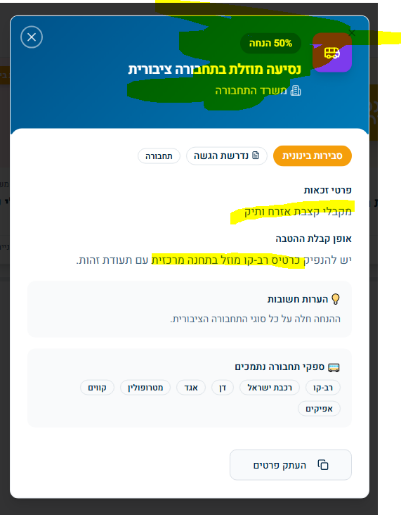 50% הנחה
נסיעה מוזלת בתחבורה ציבורית
משרד התחבורה
סבירות בינונית
נדרשת הגשה
תחבורה
פרטי זכאות
מקבלי קצבת אזרח ותיק
אופן קבלת ההטבה
יש להנפיק כרטיס רב-קו מוזל בתחנה מרכזית עם תעודת זהות.
הערות חשובות
ההנחה חלה על כל סוגי התחבורה הציבורית.
ספקי תחבורה נתמכים
רב-קו
רכבת ישראל
דן
אגד
מטרופולין
קווים
אפיקים
העתק פרטים